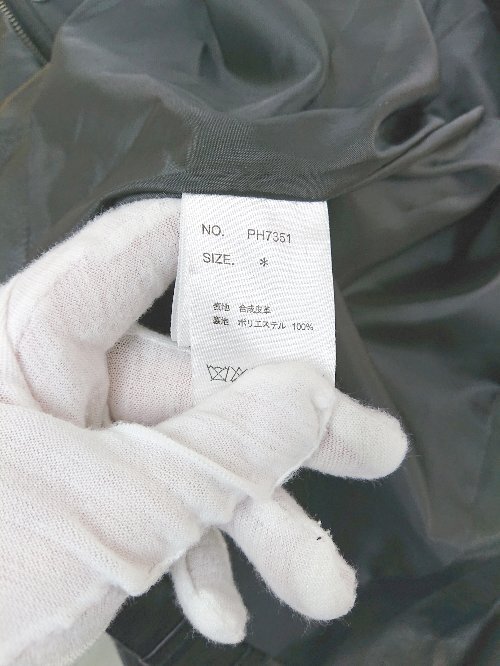 NO. PH7351
SIZE. *
表地 合成皮革
裏地 ポリエステル 100%